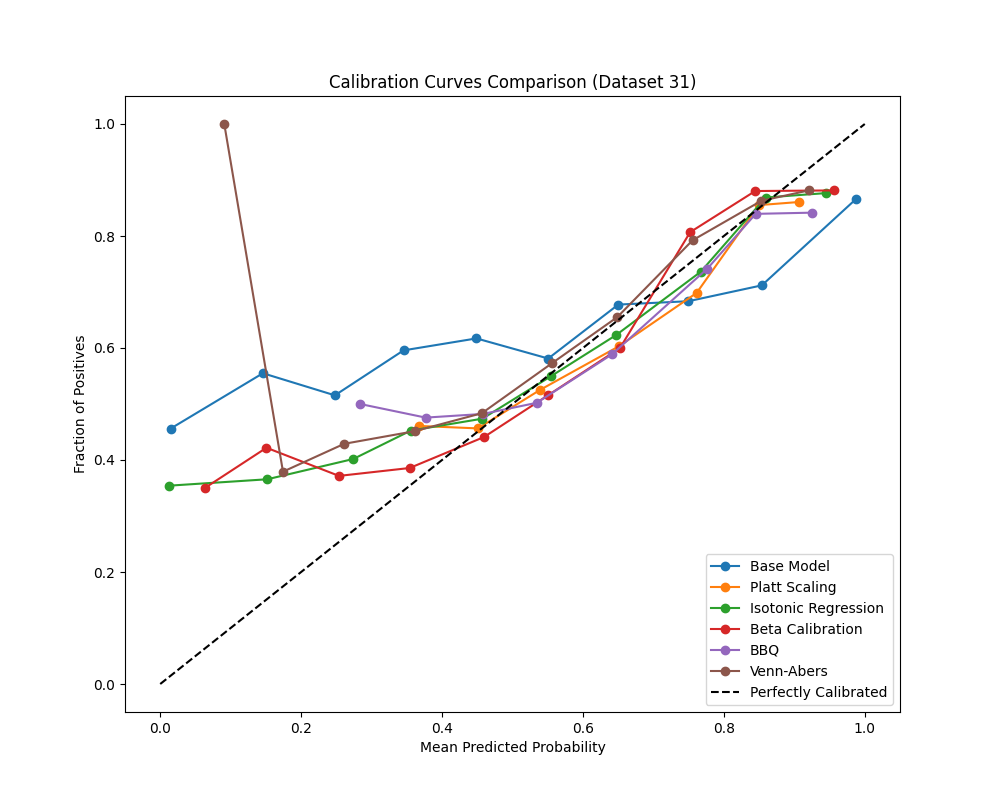 Calibration Curves Comparison (Dataset 31)
1.0
0.8
0.6
0.4
0.2
0.0
Fraction of Positives
0.0 0.2 0.4 0.6 0.8 1.0
Mean Predicted Probability
Base Model
Platt Scaling
Isotonic Regression
Beta Calibration
BBQ
Venn-Abers
Perfectly Calibrated